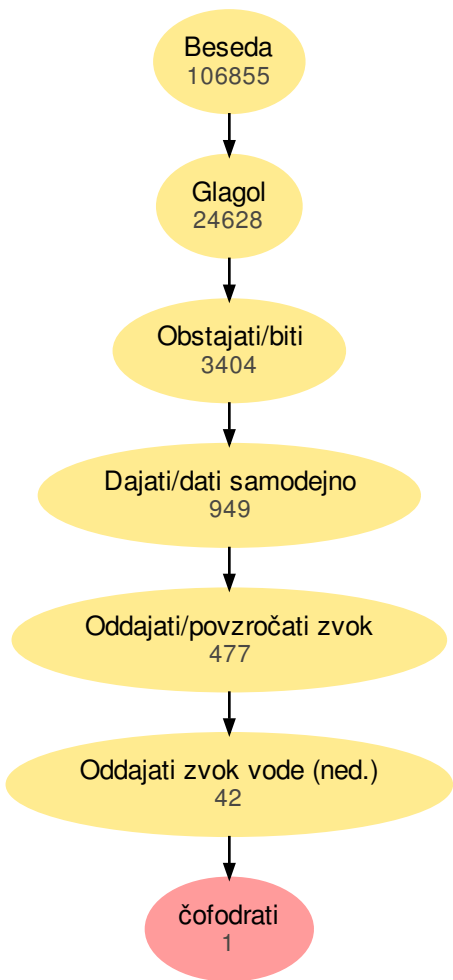 Beseda
106855
Glagol
24628
Obstajati/biti
3404
Dajati/dati samodejno
949
Oddajati/povzročati zvok
477
Oddajati zvok vode (ned.)
42
čofodrati
1